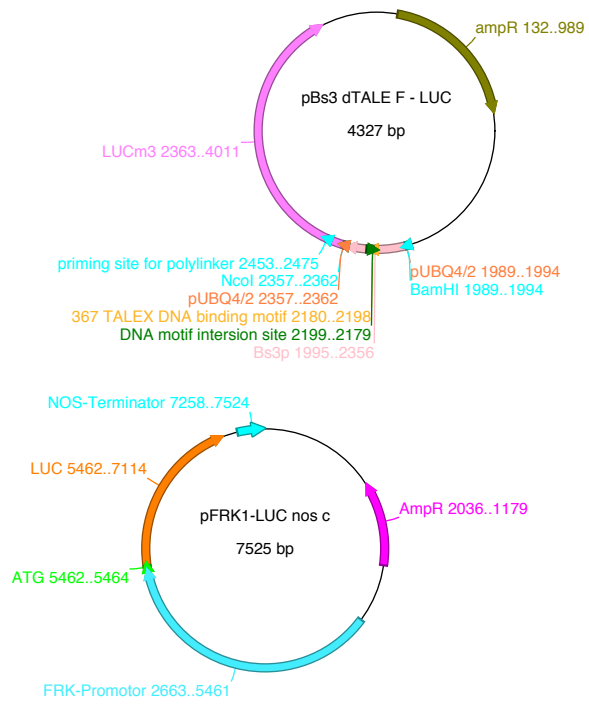 ampR 132..989
pBs3 dTALE F - LUC
4327 bp
LUCm3 2363..4011
priming site for polylinker 2453..2475
NcoI 2357..2362
pUBQ4/2 1989..1994
pUBQ4/2 2357..2362
BamHI 1989..1994
367 TALEX DNA binding motif 2180..2198
DNA motif intersion site 2199..2179
Bs3p 1995..2356
NOS-Terminator 7258..7524
LUC 5462..7114
AmpR 2036..1179
pFRK1-LUC nos c
7525 bp
ATG 5462..5464
FRK-Promotor 2663..5461